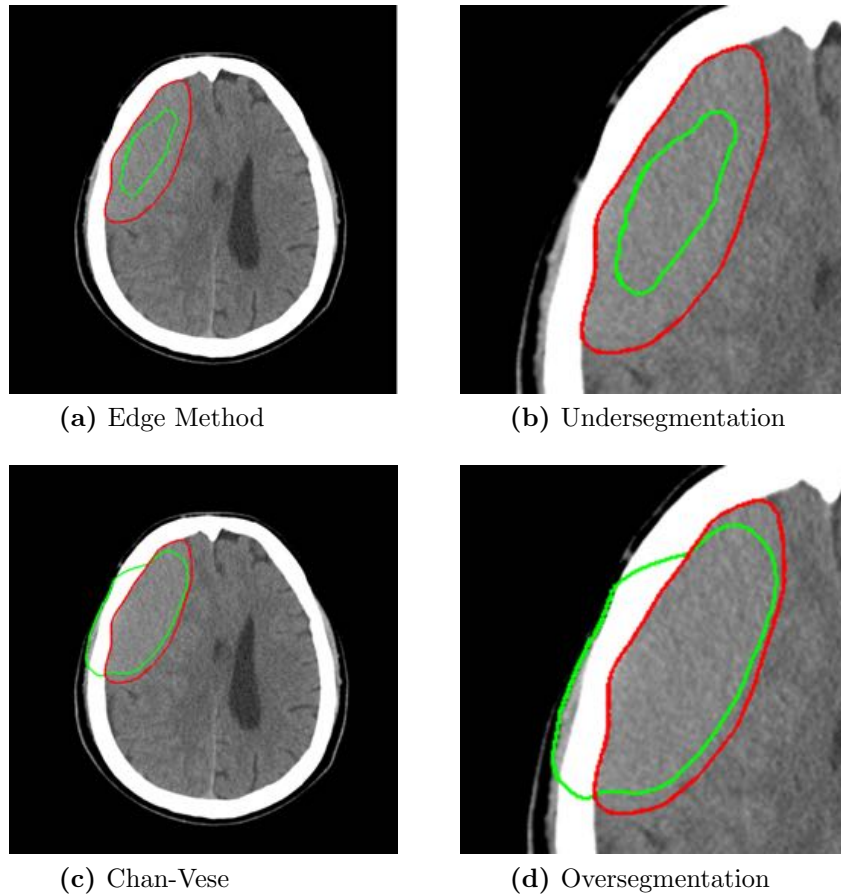 (a) Edge Method
(b) Undersegmentation
(c) Chan-Vese
(d) Oversegmentation